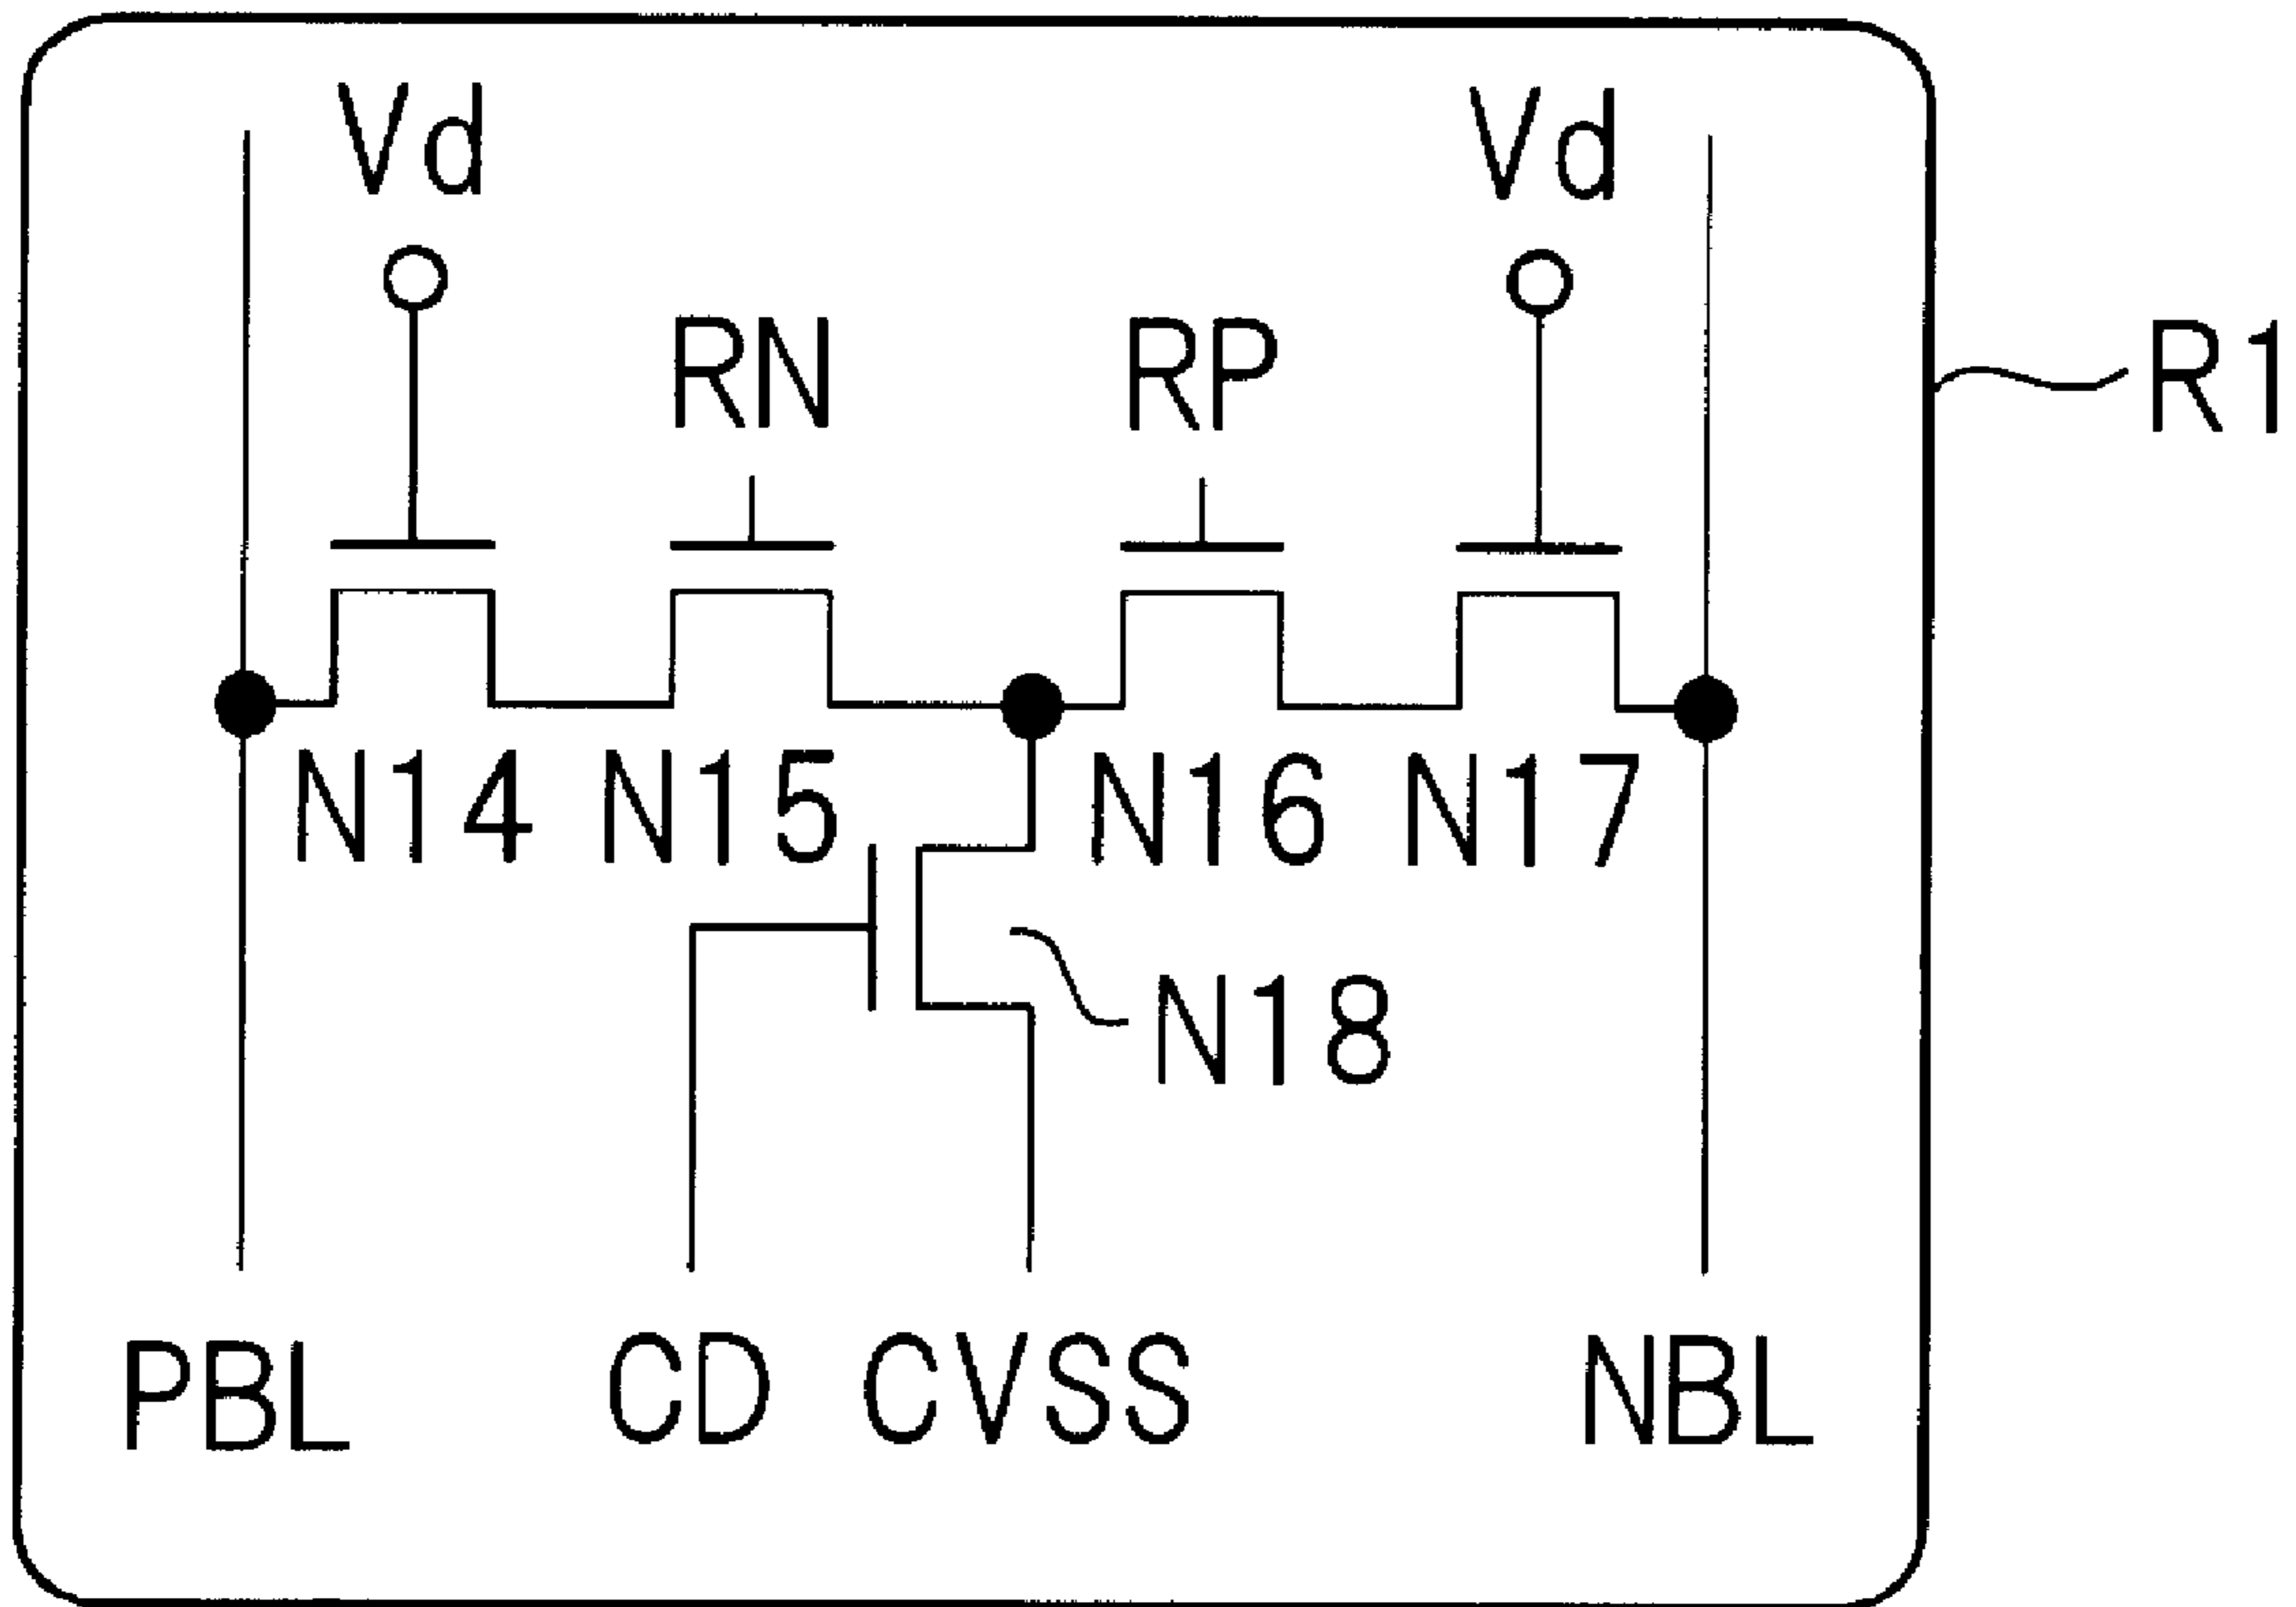 Vd Vd
RN RP R1
N14 N15 N16 N17
N18
PBL CD CVSS NBL